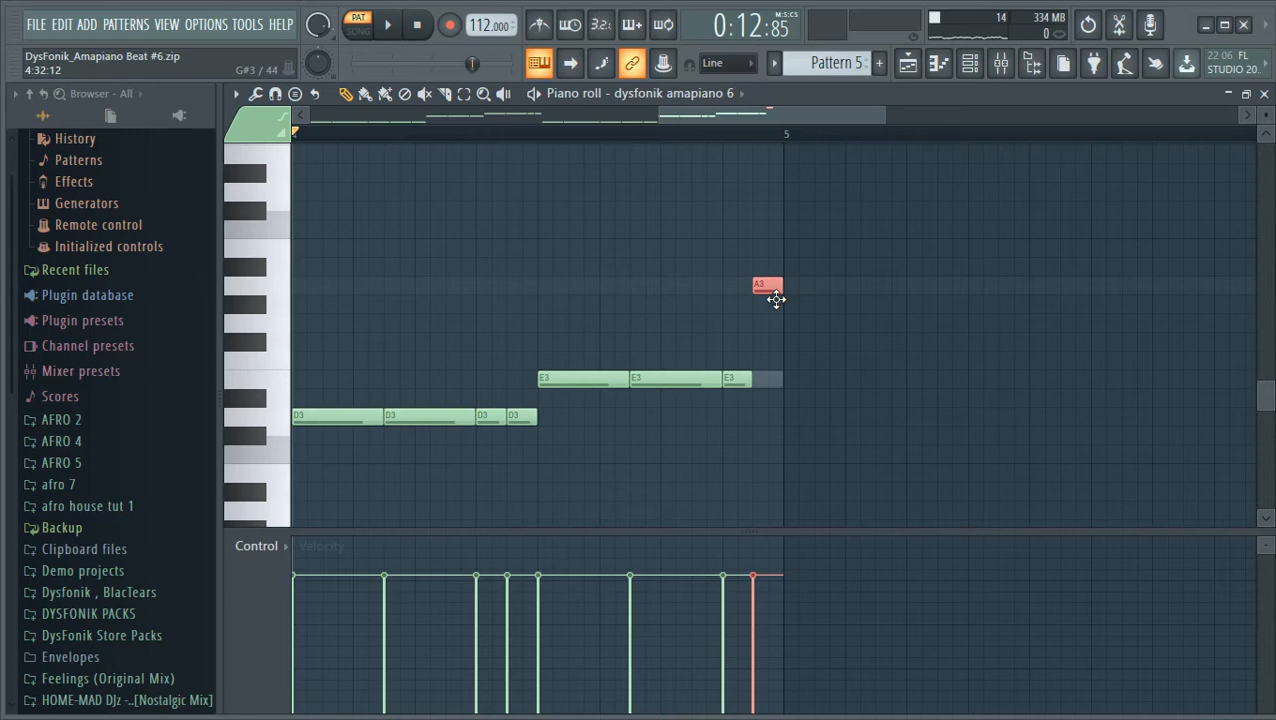 FILE EDIT ADD PATTERNS VIEW OPTIONS TOOLS HELP
PAT
SONG
112.000
3.2.
0:12:85
M:S:CS
14
334 MB
0
DysFonik_Amapiano Beat #6.zip
4:32:12
G#3 / 44
Line
Pattern 5
22.06 FL
STUDIO 20..
Browser - All
Piano roll - dysfonik amapiano 6
5
History
Patterns
Effects
Generators
Remote control
Initialized controls
Recent files
Plugin database
Plugin presets
Channel presets
Mixer presets
Scores
AFRO 2
AFRO 4
AFRO 5
afro 7
afro house tut 1
Backup
Clipboard files
Demo projects
Dysfonik , BlacTears
DYSFONIK PACKS
DysFonik Store Packs
Envelopes
Feelings (Original Mix)
HOME-MAD DJz -..[Nostalgic Mix]
A3
E3 E3 E3
D3 D3 D3 D3
Control
Velocity